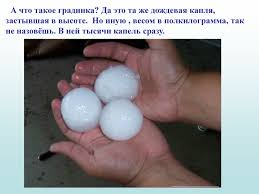 А что такое градинка? Да это та же дождевая капля,
застывшая в высоте. Но иную , весом в полкилограмма, так
не назовёшь. В ней тысячи капель сразу.